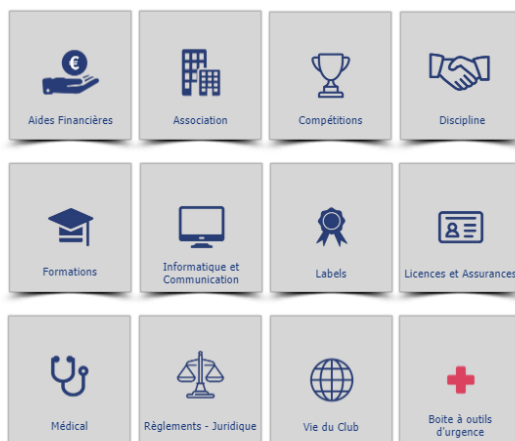 Aides Financières
Association
Compétitions
Discipline
Formations
Informatique et
Communication
Labels
Licences et Assurances
Médical
Règlements - Juridique
Vie du Club
Boite à outils
d'urgence